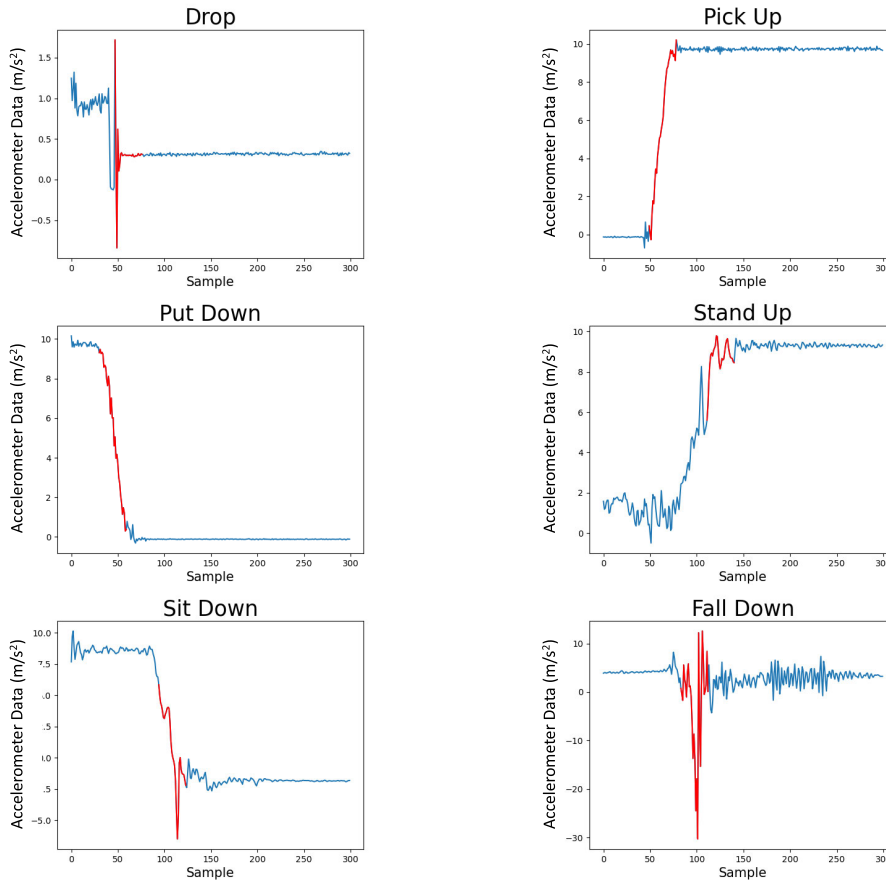 Drop
Accelerometer Data (m/s²)
1.5
1.0
0.5
0.0
−0.5
0 50 100 150 200 250 300
Sample
Pick Up
Accelerometer Data (m/s²)
10
8
6
4
2
0
0 50 100 150 200 250 300
Sample
Put Down
Accelerometer Data (m/s²)
10
8
6
4
2
0
0 50 100 150 200 250 300
Sample
Stand Up
Accelerometer Data (m/s²)
10
8
6
4
2
0
0 50 100 150 200 250 300
Sample
Sit Down
Accelerometer Data (m/s²)
10.0
7.5
.0
.5
.0
.5
−5.0
0 50 100 150 200 250 300
Sample
Fall Down
Accelerometer Data (m/s²)
10
0
−10
−20
−30
0 50 100 150 200 250 300
Sample